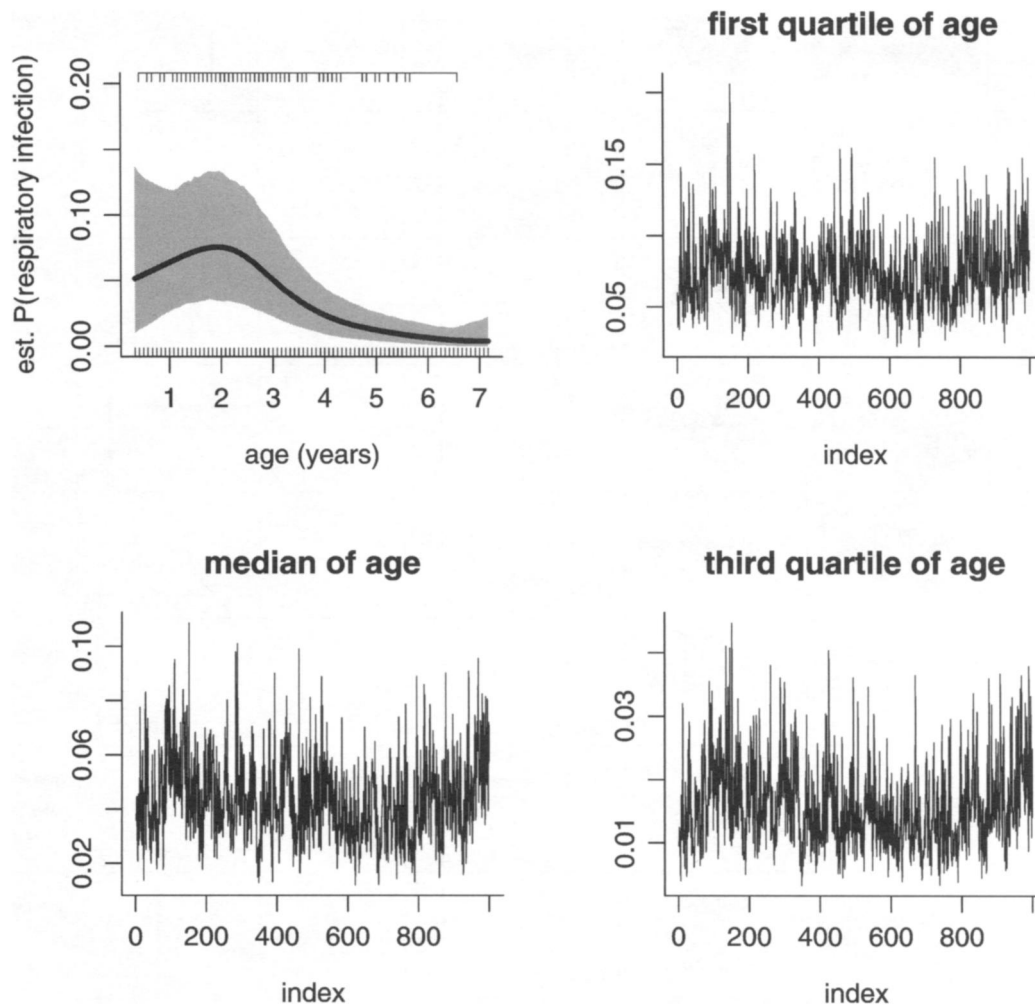 est. P(respiratory infection)
0.20
0.10
0.00
1 2 3 4 5 6 7
age (years)
first quartile of age
0.15
0.05
0 200 400 600 800
index
median of age
0.10
0.06
0.02
0 200 400 600 800
index
third quartile of age
0.03
0.01
0 200 400 600 800
index